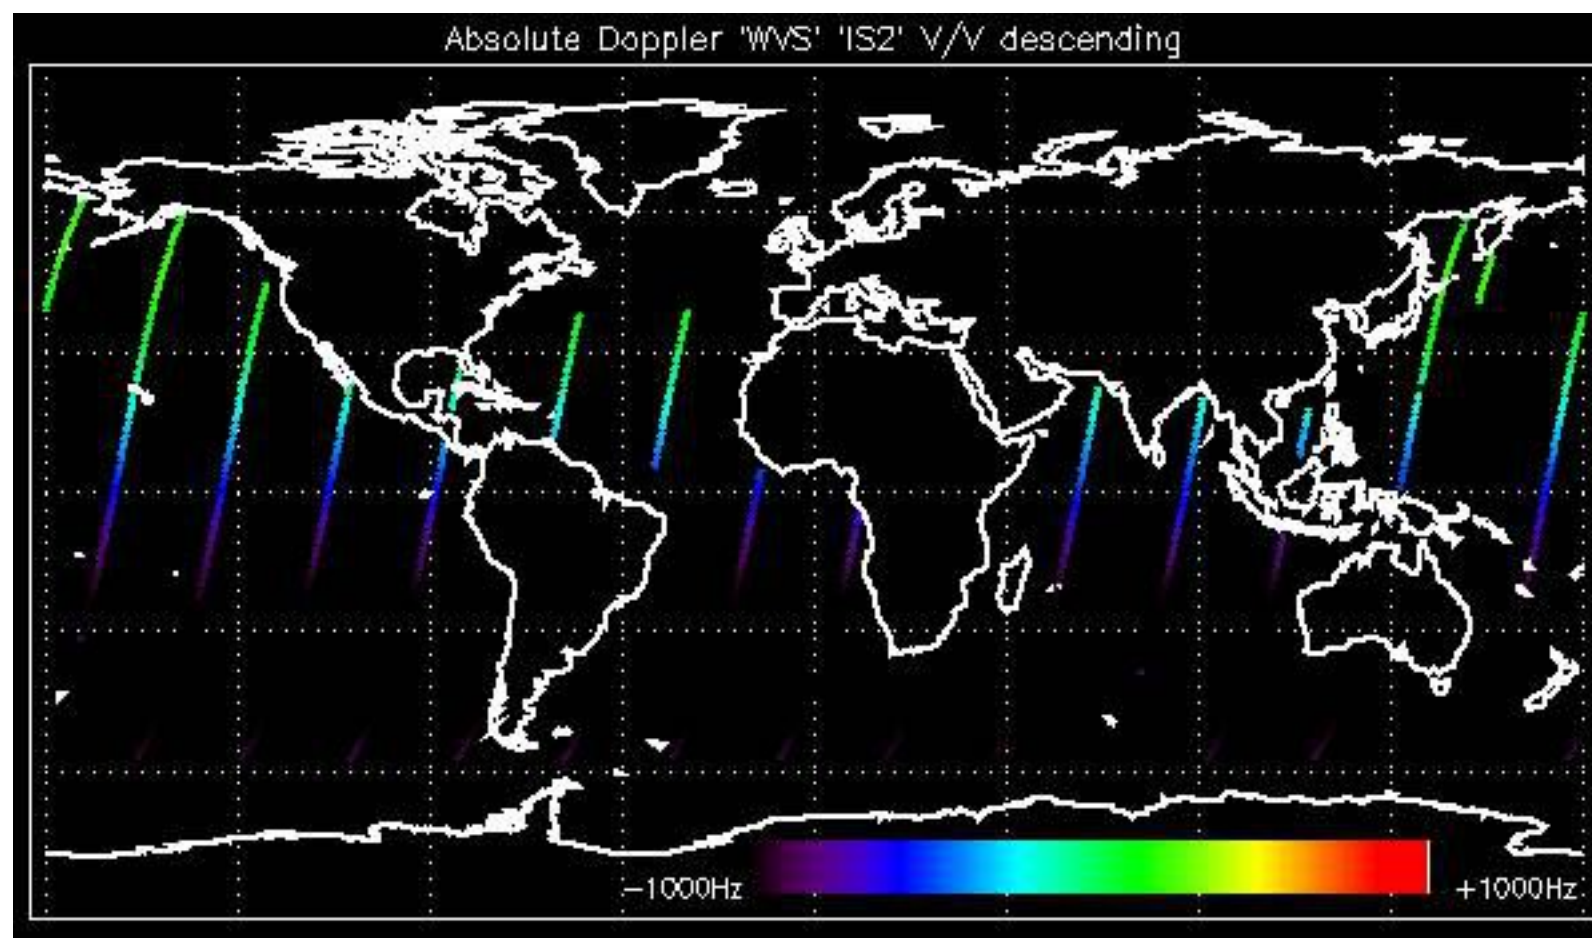 Absolute Doppler 'WVS' 'IS2' V/V descending
-1000Hz +1000Hz